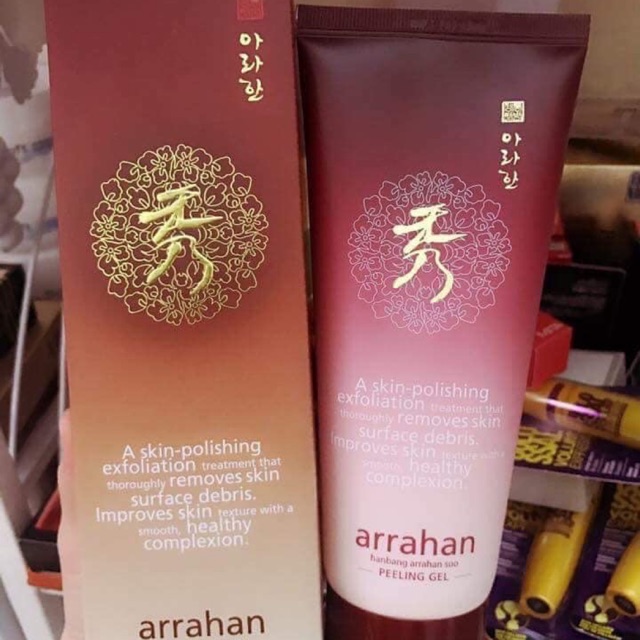 아라한
秀
A skin-polishing
exfoliation treatment that
thoroughly removes skin
surface debris.
Improves skin texture with a
smooth, healthy
complexion.
arrahan
아라한
秀
A skin-polishing
exfoliation treatment that
thoroughly removes skin
surface debris.
Improves skin texture with a
smooth, healthy
complexion.
arrahan
hanbang arrahan soo
PEELING GEL